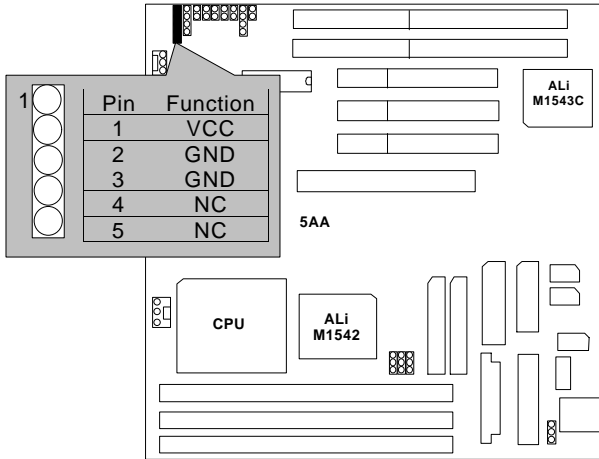 ALi
M1543C
1
Pin Function
1 VCC
2 GND
3 GND
4 NC
5 NC
5AA
CPU
ALi
M1542